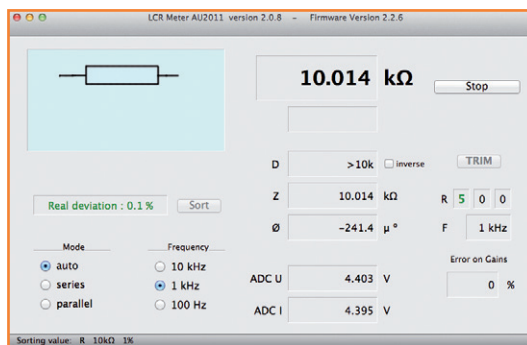 LCR Meter AU2011 version 2.0.8 – Firmware Version 2.2.6
10.014 kΩ
Stop
D >10k inverse
TRIM
Z 10.014 kΩ
R 5 0 0
Real deviation : 0.1 %
Sort
Ø -241.4 µ °
F 1 kHz
Mode
Frequency
auto
10 kHz
series
1 kHz
parallel
100 Hz
ADC U 4.403 V
ADC I 4.395 V
Error on Gains
0 %
Sorting value: R 10kΩ 1%